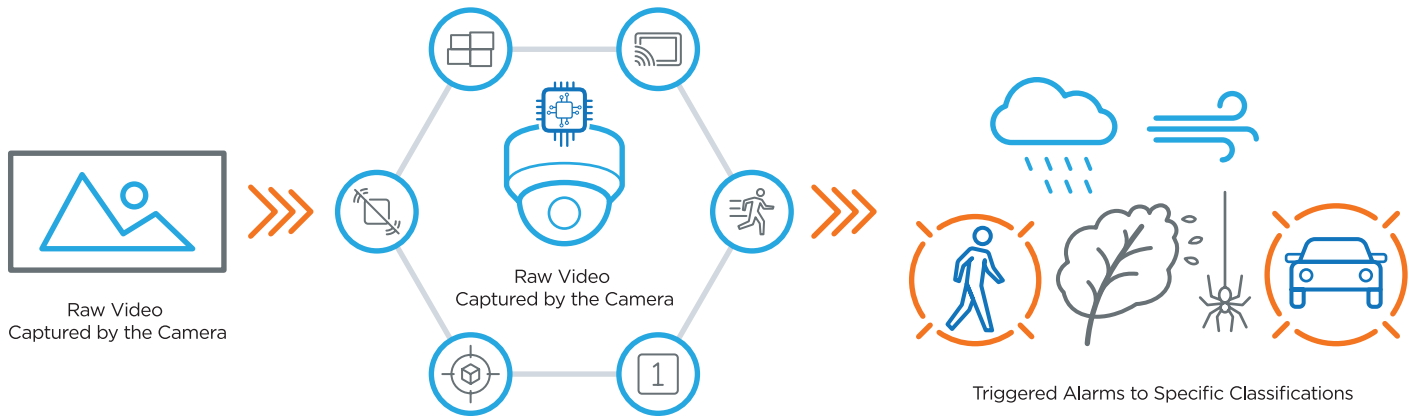 Raw Video
Captured by the Camera
Raw Video
Captured by the Camera
1
Triggered Alarms to Specific Classifications